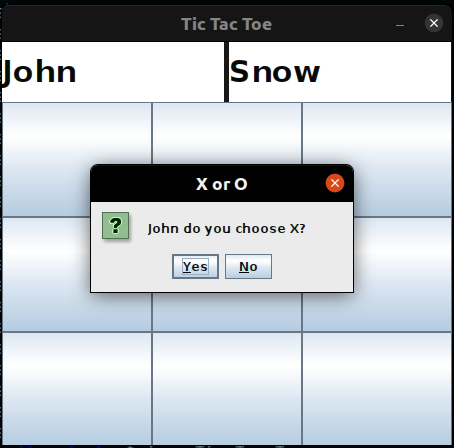 Tic Tac Toe
John
Snow
X or O
?
John do you choose X?
Yes
No